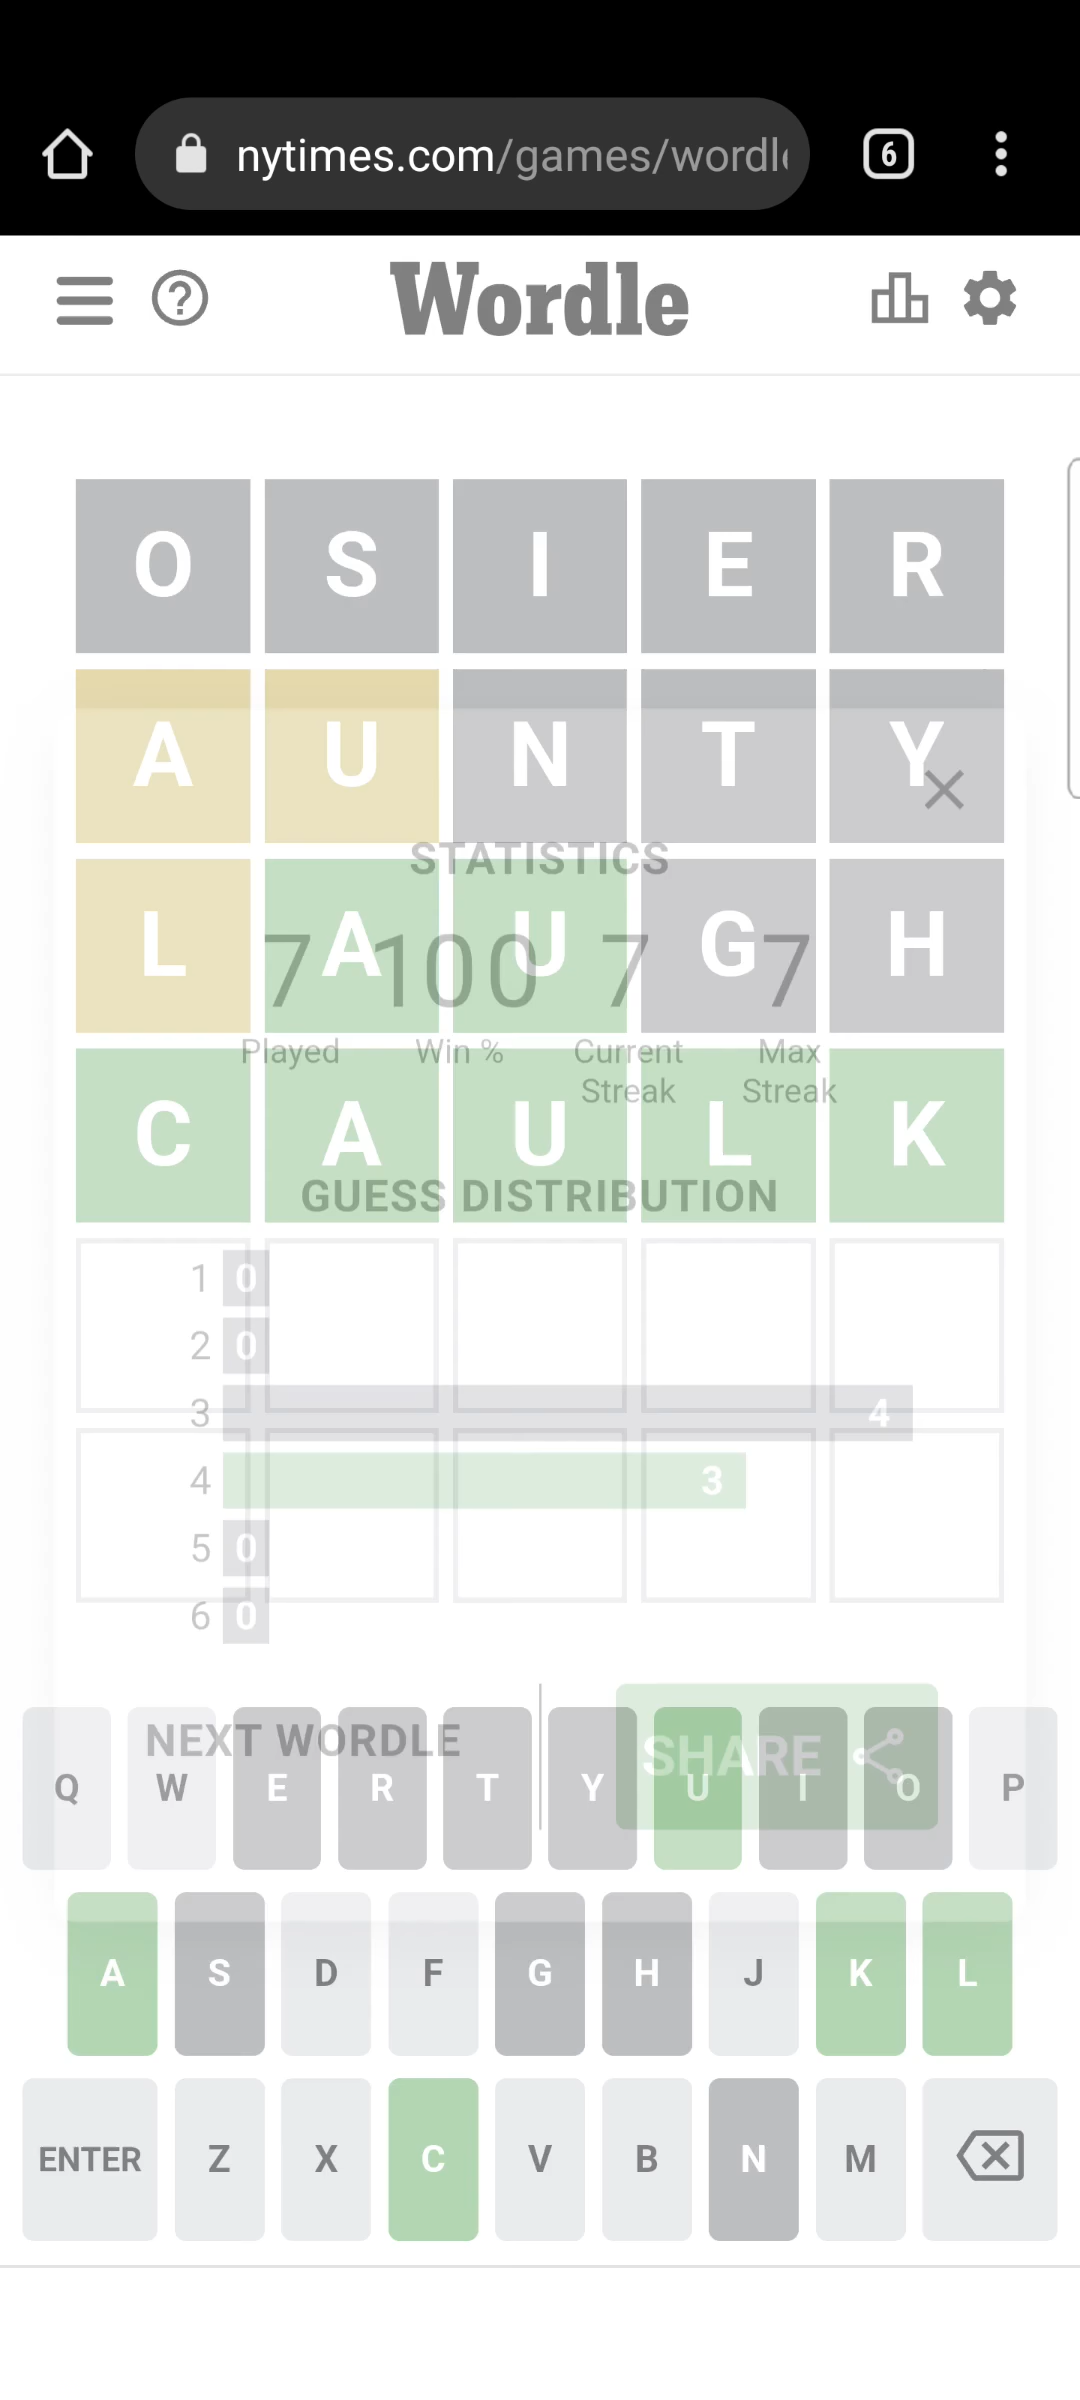 nytimes.com/games/wordl
6
Wordle
O S I E R
A U N T Y
STATISTICS
L A U G H
7 100 7 7
Played Win % Current Streak Max Streak
C A U L K
GUESS DISTRIBUTION
1 0
2 0
3 4
4 3
5 0
6 0
NEXT WORDLE
SHARE
Q W E R T Y U I O P
A S D F G H J K L
ENTER Z X C V B N M